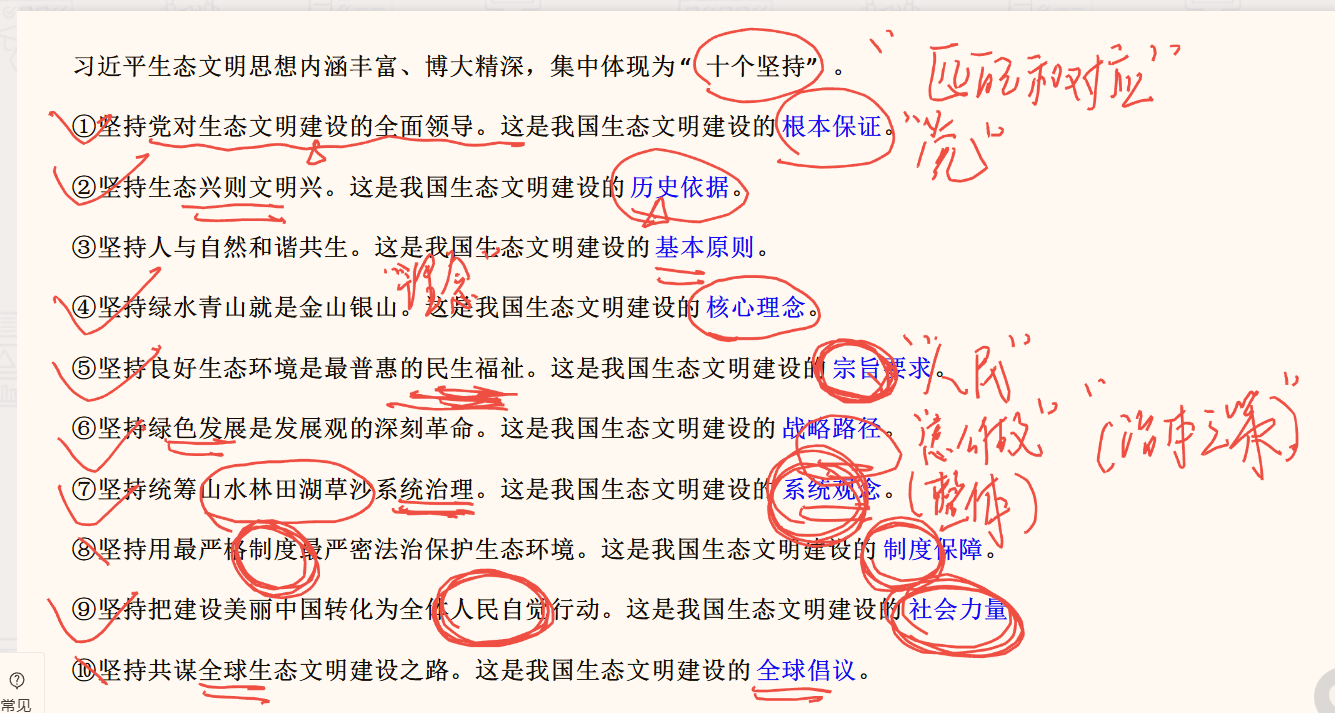 习近平生态文明思想内涵丰富、博大精深，集中体现为“十个坚持”。
“匹配和对应”
①坚持党对生态文明建设的全面领导。这是我国生态文明建设的根本保证。
“党”
②坚持生态兴则文明兴。这是我国生态文明建设的历史依据。
③坚持人与自然和谐共生。这是我国生态文明建设的基本原则。
“理念”
④坚持绿水青山就是金山银山。这是我国生态文明建设的核心理念。
⑤坚持良好生态环境是最普惠的民生福祉。这是我国生态文明建设的宗旨要求。
“人民”
⑥坚持绿色发展是发展观的深刻革命。这是我国生态文明建设的战略路径。
怎么做” “(治本之策)”
⑦坚持统筹山水林田湖草沙系统治理。这是我国生态文明建设的系统观念。
(整体)
⑧坚持用最严格制度最严密法治保护生态环境。这是我国生态文明建设的制度保障。
⑨坚持把建设美丽中国转化为全体人民自觉行动。这是我国生态文明建设的社会力量
⑩坚持共谋全球生态文明建设之路。这是我国生态文明建设的全球倡议。
常见